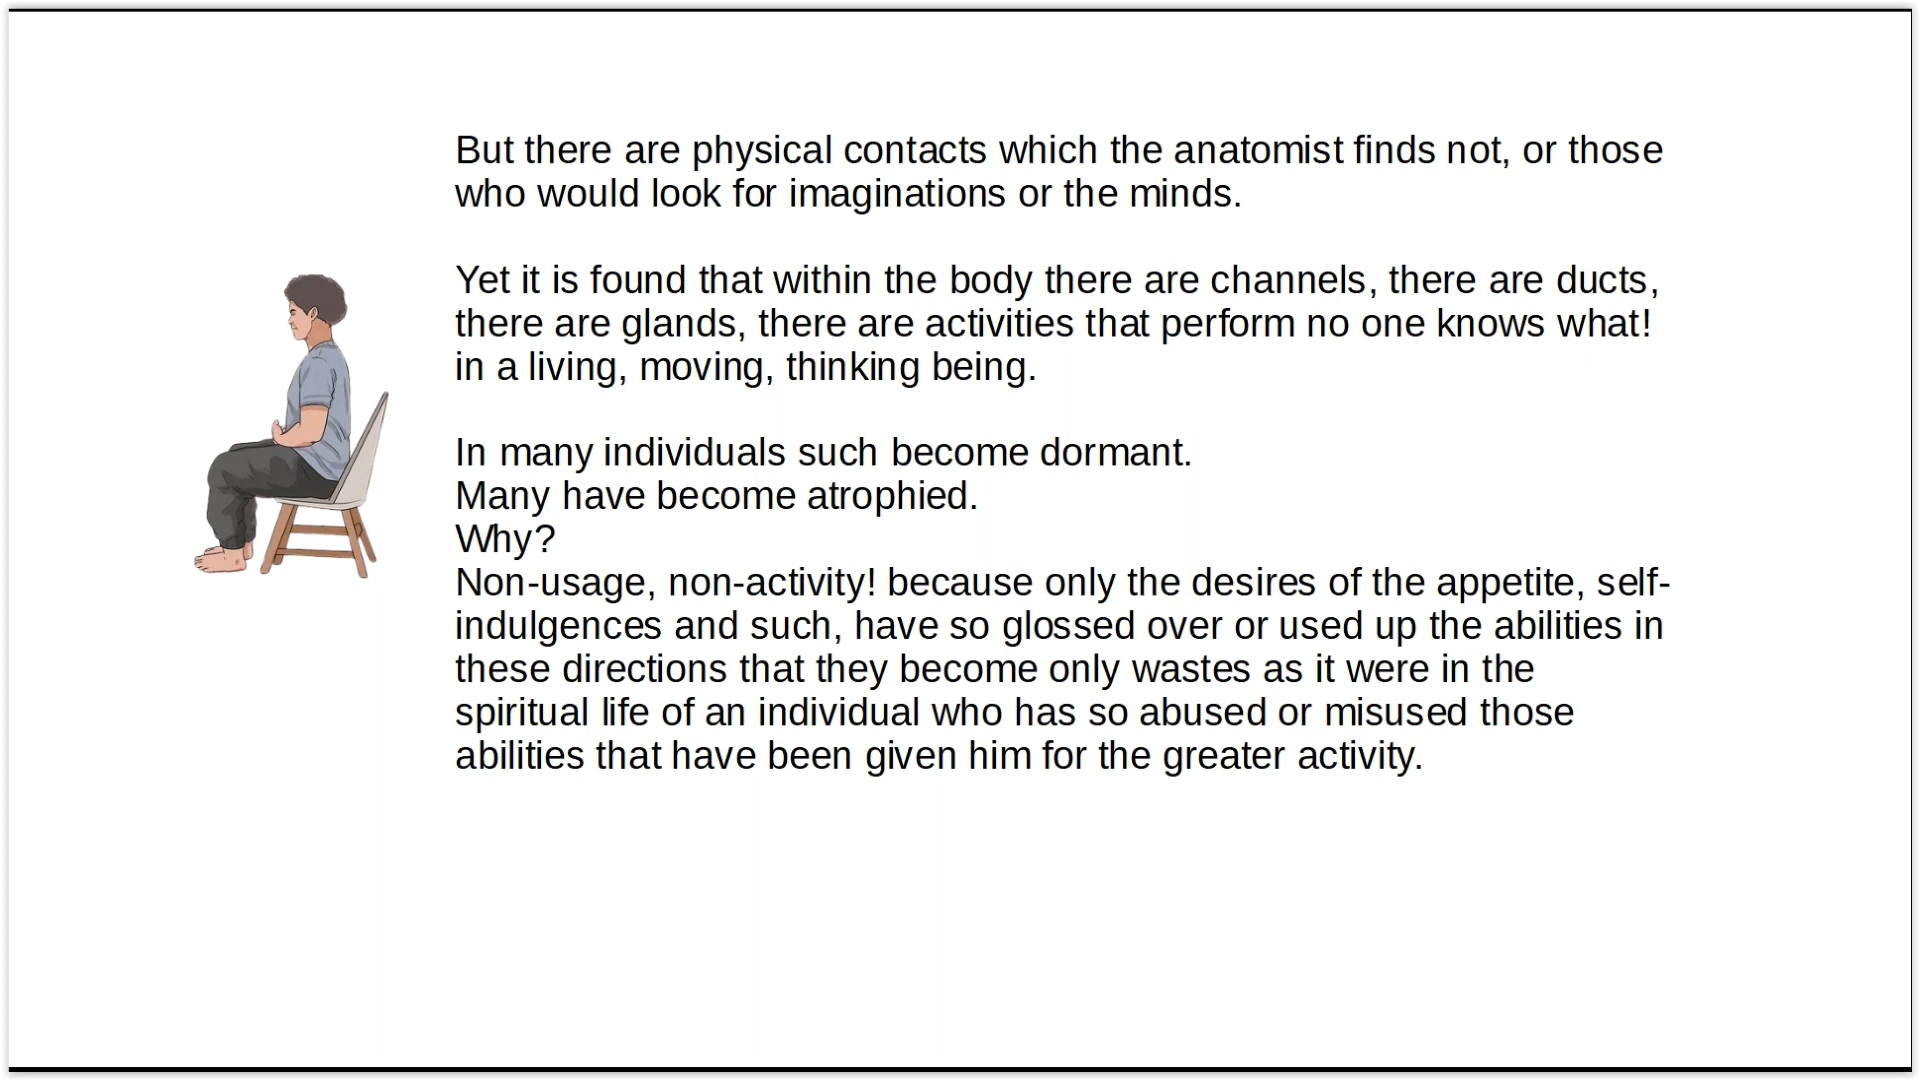 But there are physical contacts which the anatomist finds not, or those
who would look for imaginations or the minds.
Yet it is found that within the body there are channels, there are ducts,
there are glands, there are activities that perform no one knows what!
in a living, moving, thinking being.
In many individuals such become dormant.
Many have become atrophied.
Why?
Non-usage, non-activity! because only the desires of the appetite, self-
indulgences and such, have so glossed over or used up the abilities in
these directions that they become only wastes as it were in the
spiritual life of an individual who has so abused or misused those
abilities that have been given him for the greater activity.